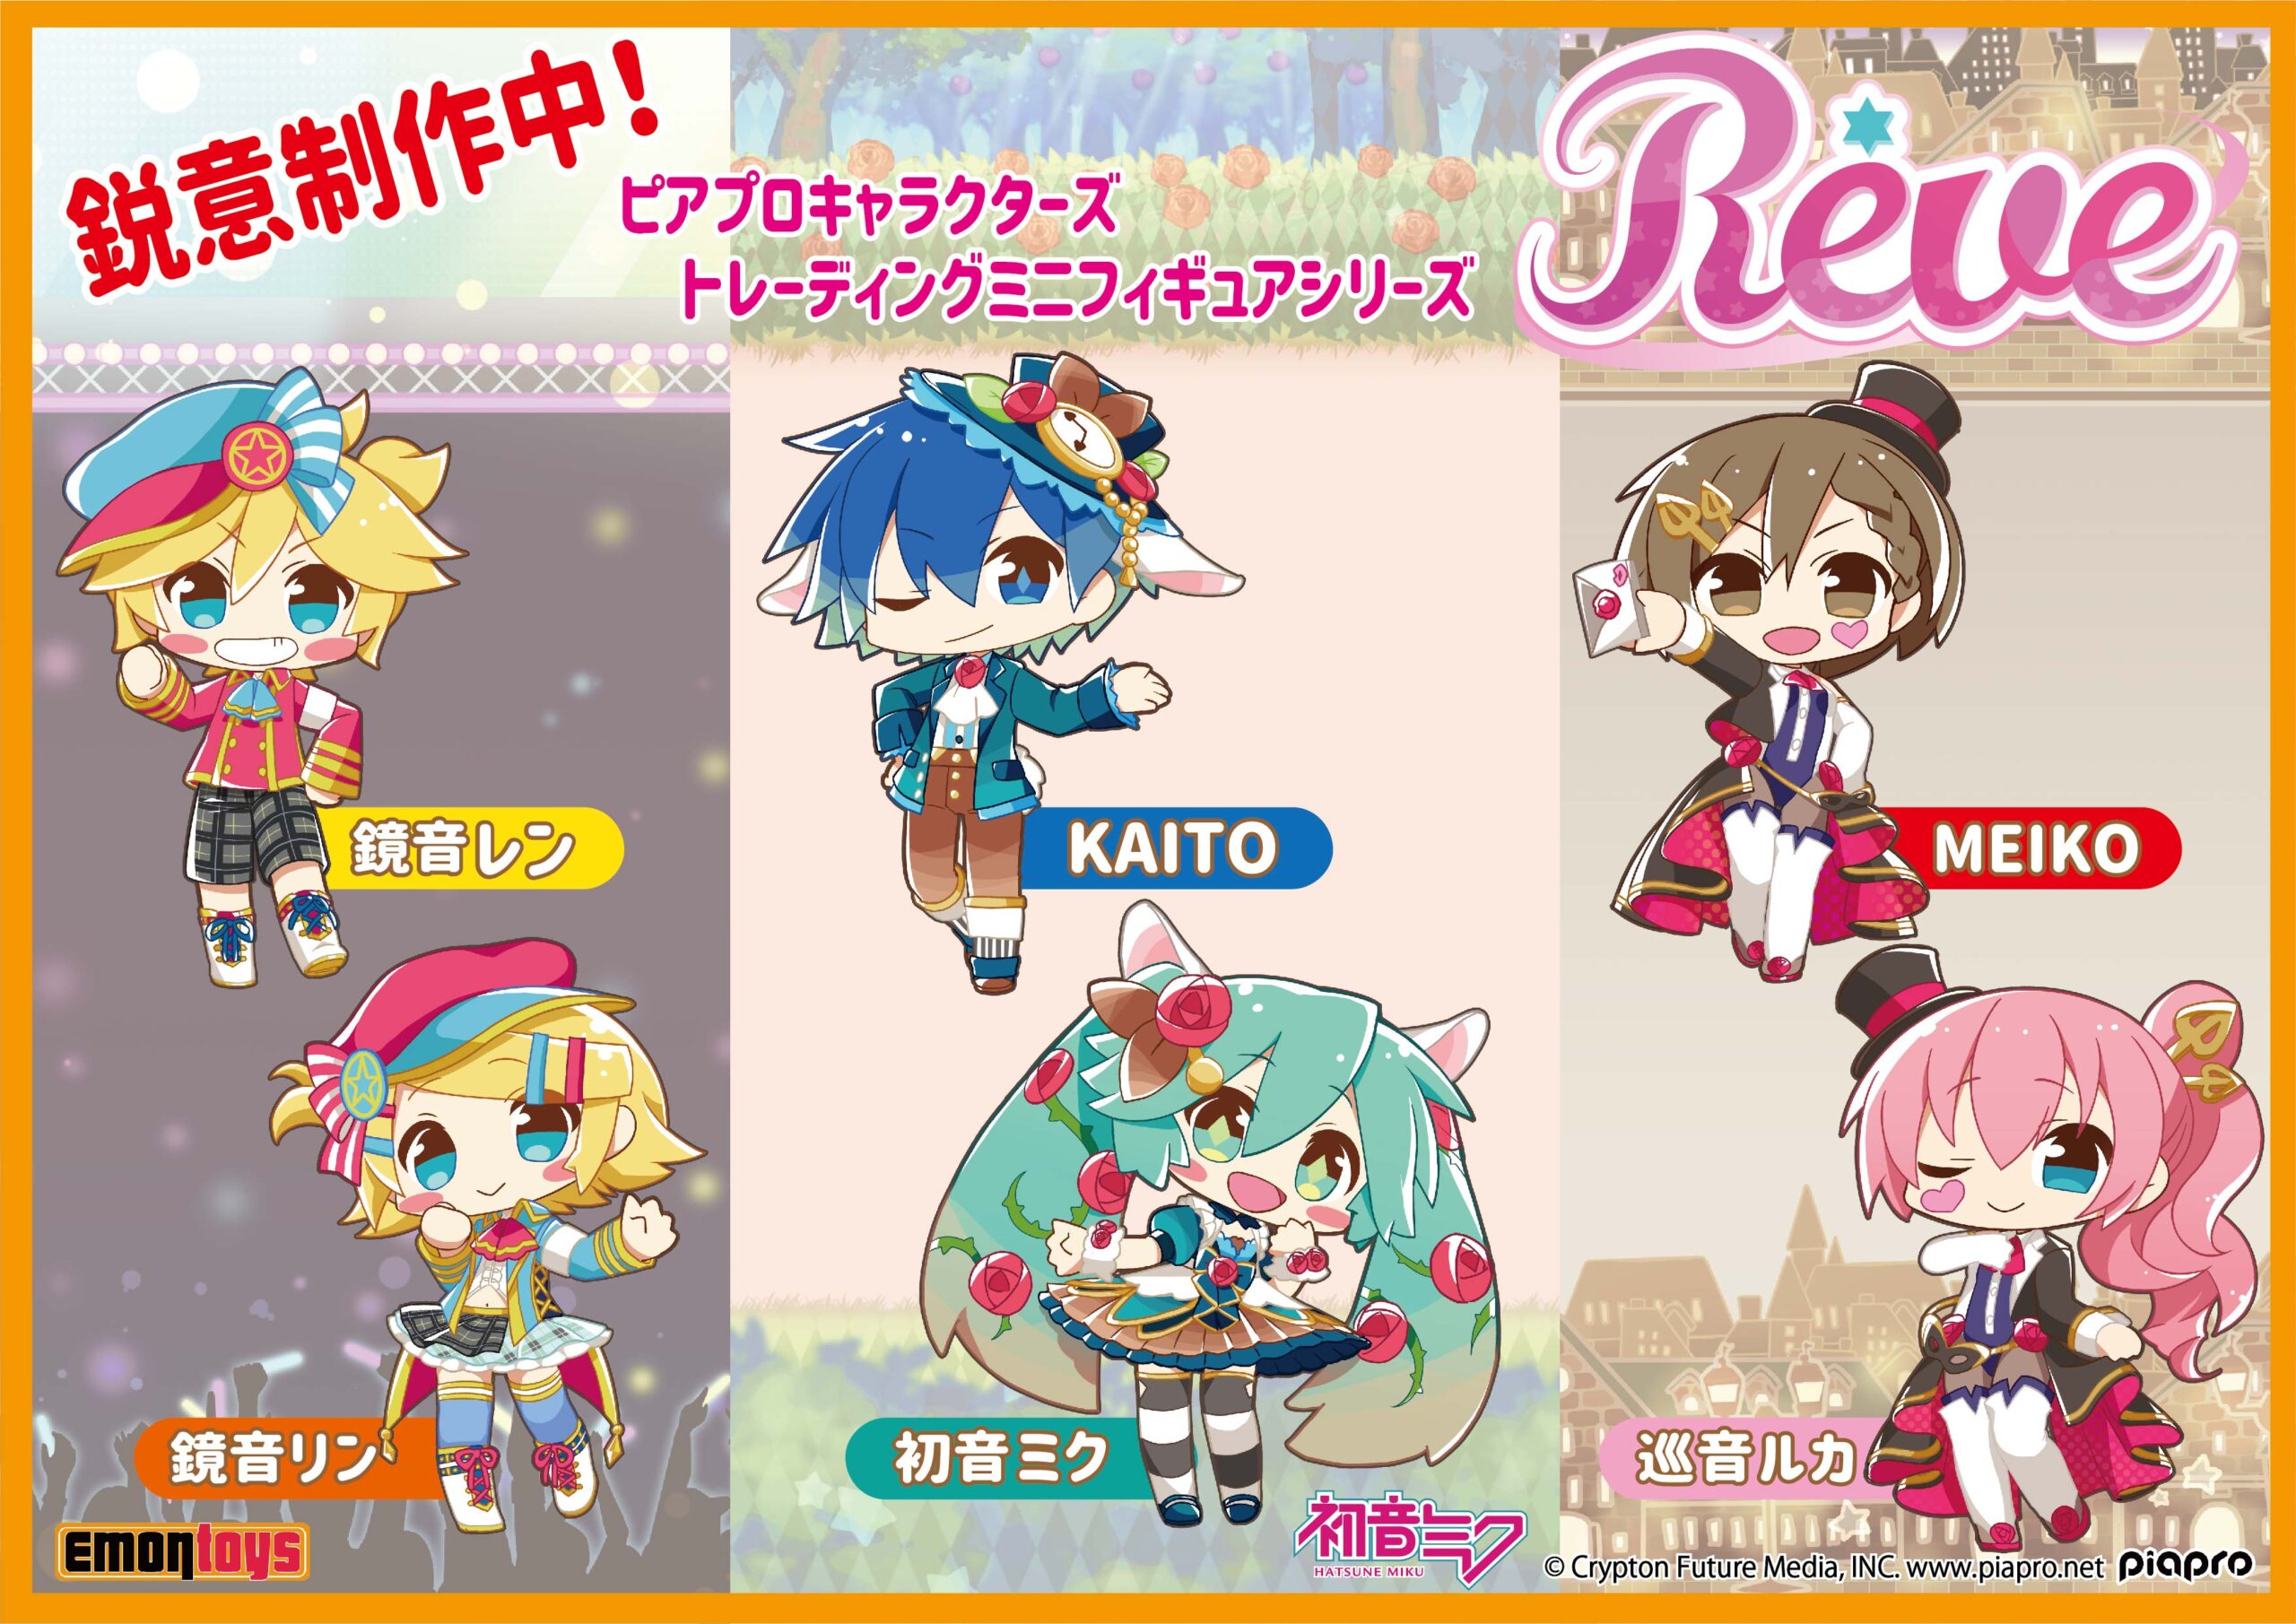 鋭意制作中!
ピアプロキャラクターズ
トレーディングミニフィギュアシリーズ
Rêve
鏡音レン
KAITO
MEIKO
鏡音リン
初音ミク
巡音ルカ
emontoys
初音ミク
HATSUNE MIKU
© Crypton Future Media, INC. www.piapro.net piapro